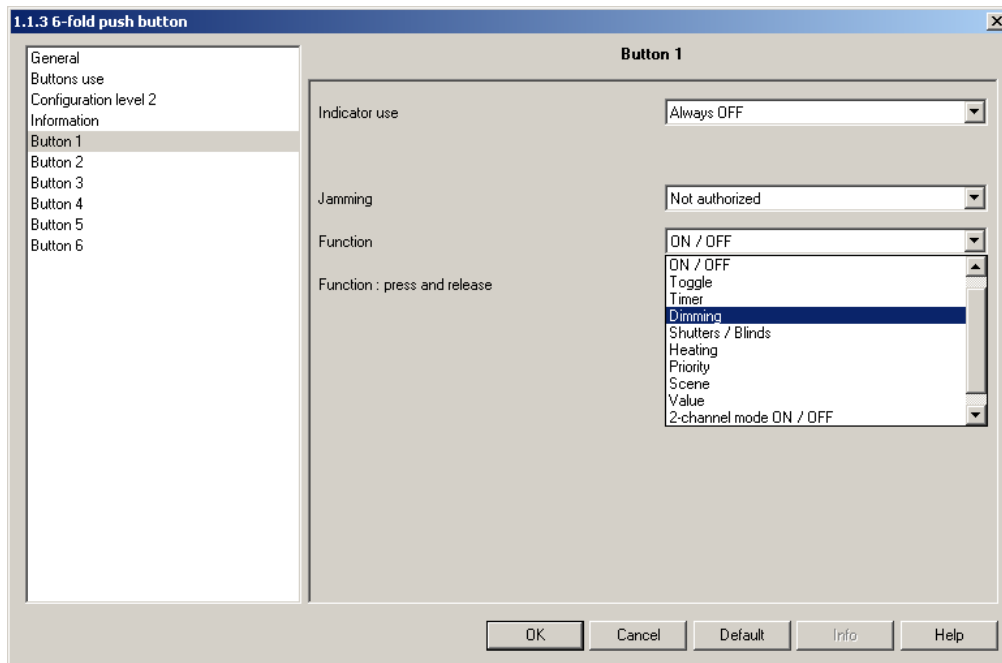 1.1.3 6-fold push button
General
Buttons use
Configuration level 2
Information
Button 1
Button 2
Button 3
Button 4
Button 5
Button 6
Button 1
Indicator use
Always OFF
Jamming
Not authorized
Function
ON / OFF
Function : press and release
ON / OFF
Toggle
Timer
Dimming
Shutters / Blinds
Heating
Priority
Scene
Value
2-channel mode ON / OFF
OK
Cancel
Default
Info
Help